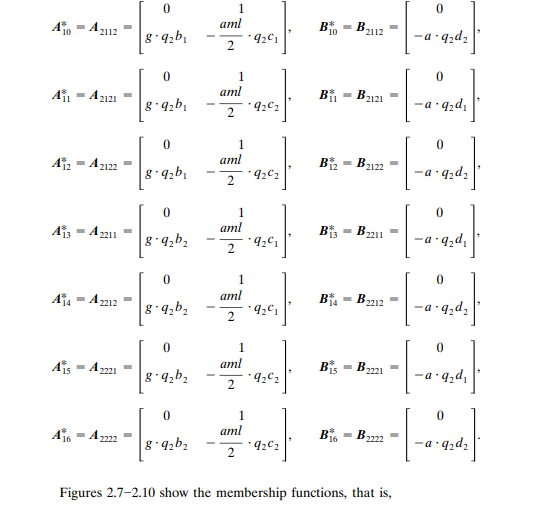 A*₁₀ = A₂₁₁₂ = [0 1; g · q₂b₁ −aml/2 · q₂c₁], B*₁₀ = B₂₁₁₂ = [0; −a · q₂d₂],
A*₁₁ = A₂₁₂₁ = [0 1; g · q₂b₁ −aml/2 · q₂c₂], B*₁₁ = B₂₁₂₁ = [0; −a · q₂d₁],
A*₁₂ = A₂₁₂₂ = [0 1; g · q₂b₁ −aml/2 · q₂c₂], B*₁₂ = B₂₁₂₂ = [0; −a · q₂d₂],
A*₁₃ = A₂₂₁₁ = [0 1; g · q₂b₂ −aml/2 · q₂c₁], B*₁₃ = B₂₂₁₁ = [0; −a · q₂d₁],
A*₁₄ = A₂₂₁₂ = [0 1; g · q₂b₂ −aml/2 · q₂c₁], B*₁₄ = B₂₂₁₂ = [0; −a · q₂d₂],
A*₁₅ = A₂₂₂₁ = [0 1; g · q₂b₂ −aml/2 · q₂c₂], B*₁₅ = B₂₂₂₁ = [0; −a · q₂d₁],
A*₁₆ = A₂₂₂₂ = [0 1; g · q₂b₂ −aml/2 · q₂c₂], B*₁₆ = B₂₂₂₂ = [0; −a · q₂d₂].
Figures 2.7−2.10 show the membership functions, that is,